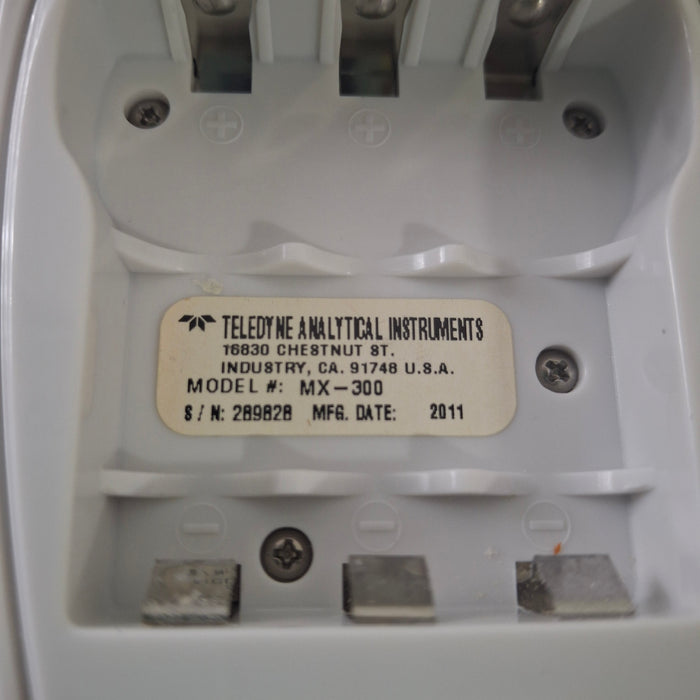 TELEDYNE ANALYTICAL INSTRUMENTS
16830 CHESTNUT ST.
INDUSTRY, CA. 91748 U.S.A.
MODEL #: MX-300
S/N: 289828 MFG. DATE: 2011